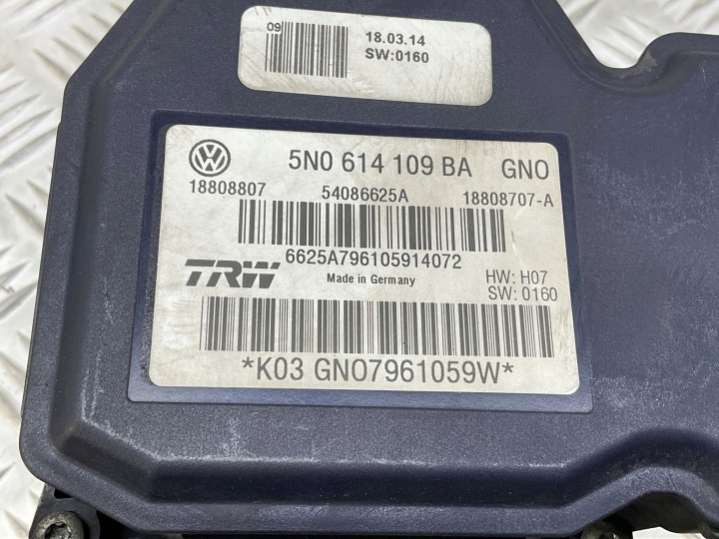 09
18.03.14
SW:0160
5N0 614 109 BA GNO
18808807 54086625A 18808707-A
6625A796105914072
TRW Made in Germany HW: H07
SW: 0160
*K03 GNO7961059W*